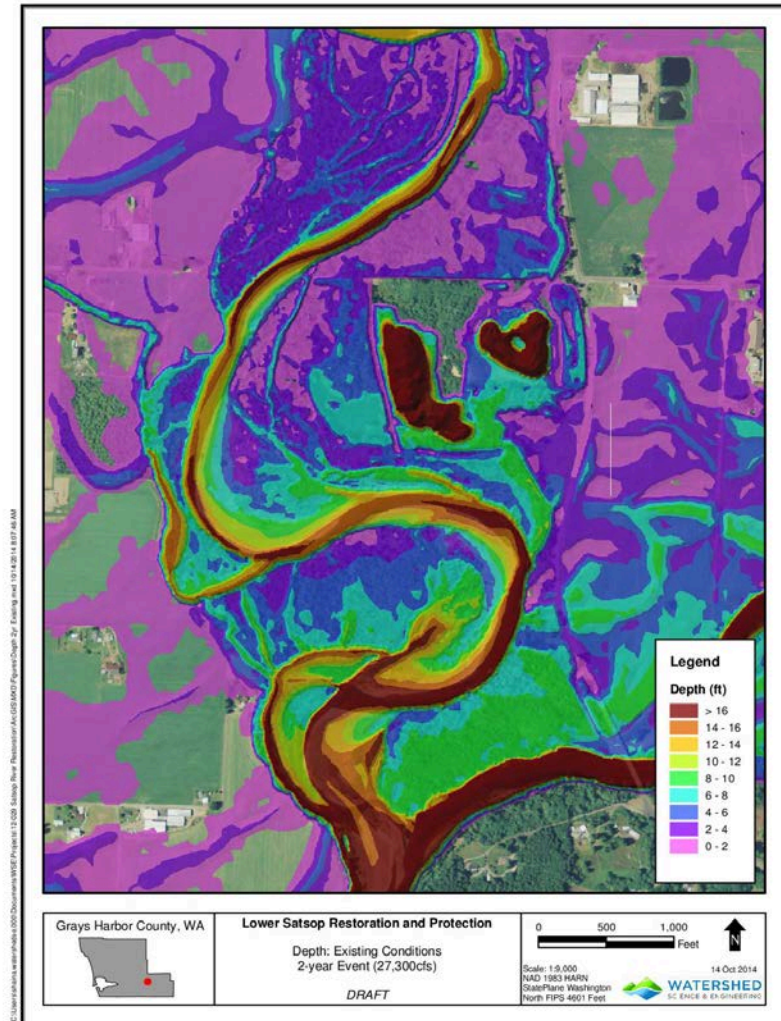 Legend
Depth (ft)
> 16
14 - 16
12 - 14
10 - 12
8 - 10
6 - 8
4 - 6
2 - 4
0 - 2
Grays Harbor County, WA
Lower Satsop Restoration and Protection
Depth: Existing Conditions
2-year Event (27,300cfs)
DRAFT
0 500 1,000
Feet
N
Scale: 1:9,000
NAD 1983 HARN
StatePlane Washington
North FIPS 4601 Feet
14 Oct 2014
WATERSHED
SCIENCE & ENGINEERING